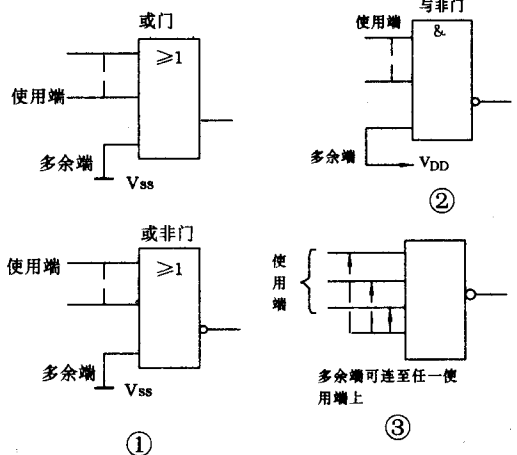 或门
≥1
使用端
多余端
Vss
与非门
使用端
&
多余端
VDD
②
或非门
使用端
≥1
多余端
Vss
①
使用端
多余端可连至任一使
用端上
③